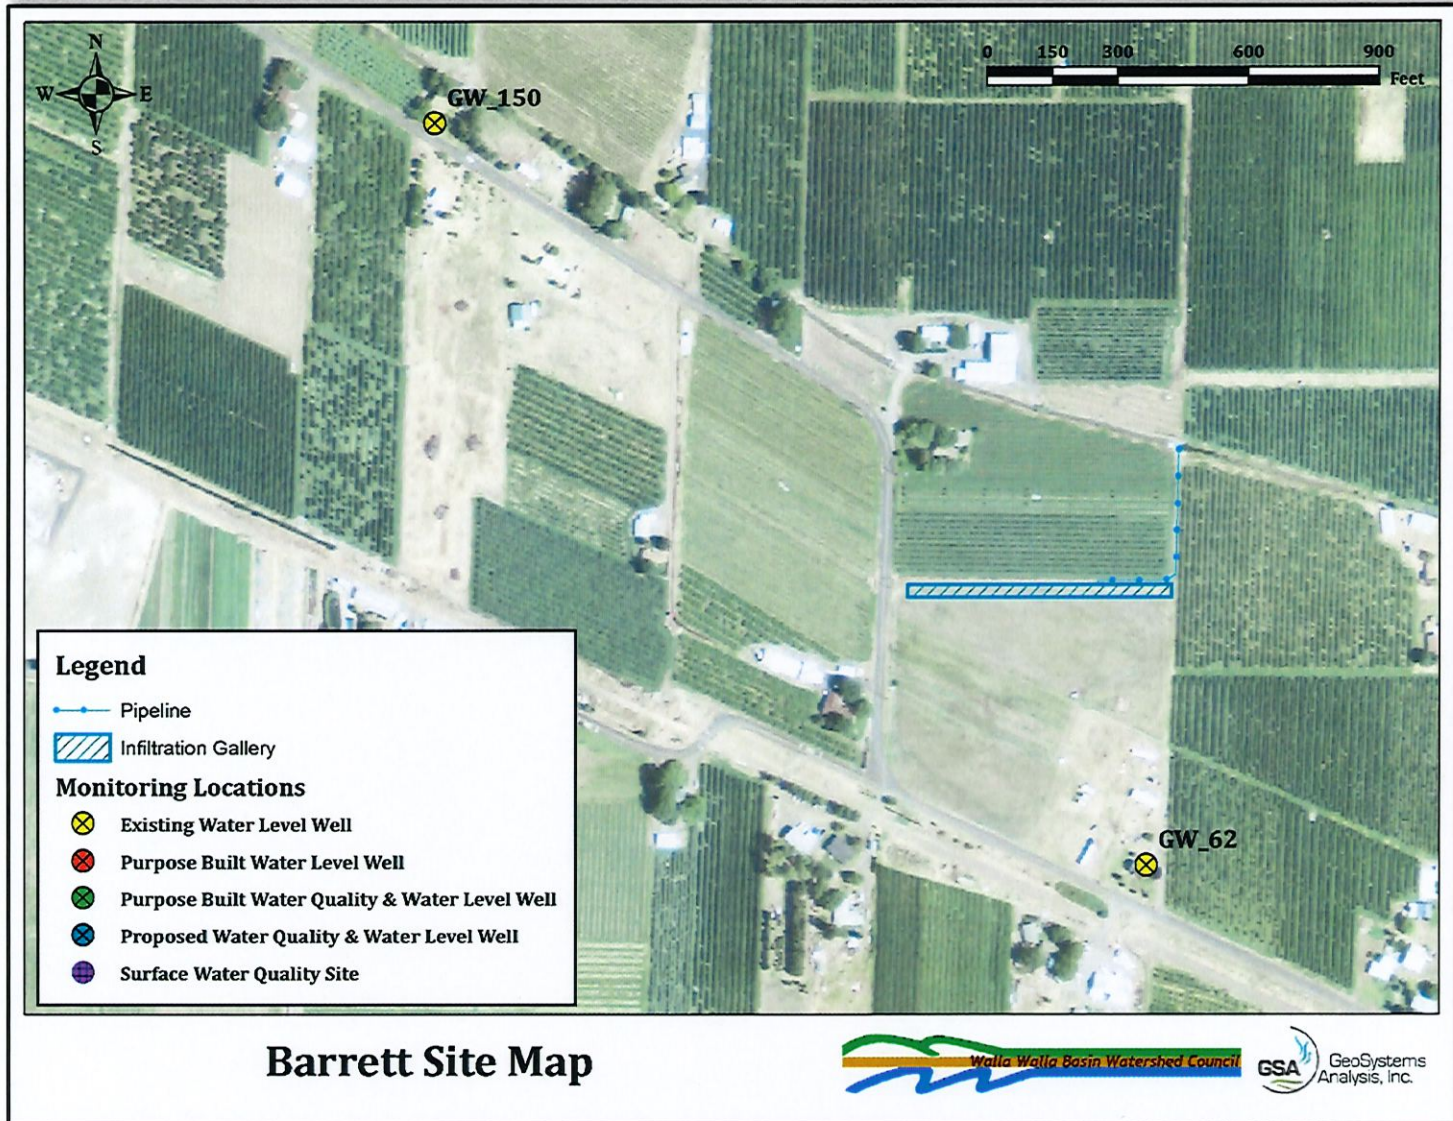 N
W E
S
0 150 300 600 900
Feet
GW_150
GW_62
Legend
Pipeline
Infiltration Gallery
Monitoring Locations
Existing Water Level Well
Purpose Built Water Level Well
Purpose Built Water Quality & Water Level Well
Proposed Water Quality & Water Level Well
Surface Water Quality Site
Barrett Site Map
Walla Walla Basin Watershed Council
GSA GeoSystems
Analysis, Inc.